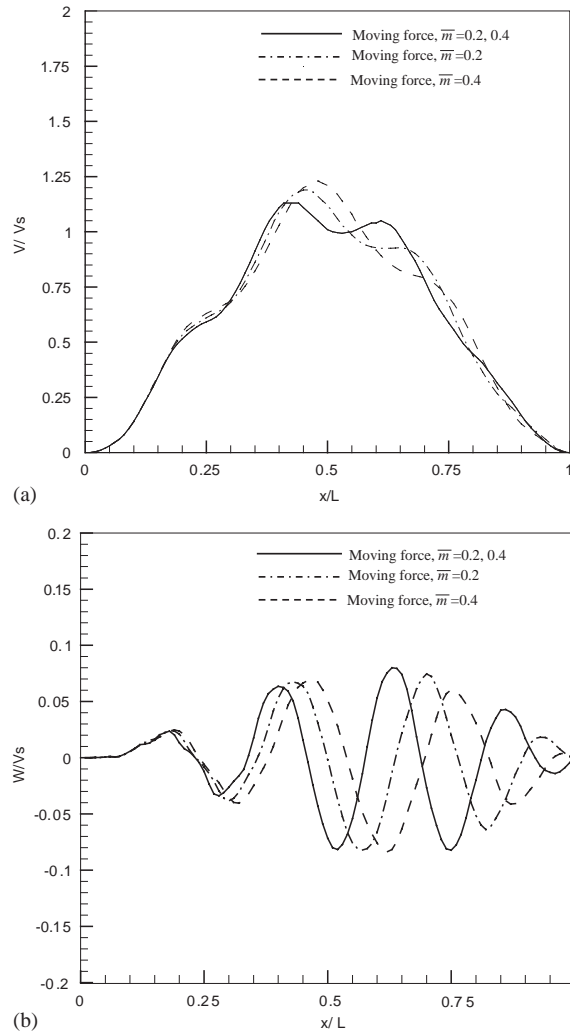 2
1.75
1.5
1.25
1
0.75
0.5
0.25
0
V/ Vs
Moving force, m̅=0.2, 0.4
Moving force, m̅=0.2
Moving force, m̅=0.4
0 0.25 0.5 0.75 1
x/L
(a)
0.2
0.15
0.1
0.05
0
-0.05
-0.1
-0.15
-0.2
W/Vs
Moving force, m̅=0.2, 0.4
Moving force, m̅=0.2
Moving force, m̅=0.4
0 0.25 0.5 0.75
x/ L
(b)